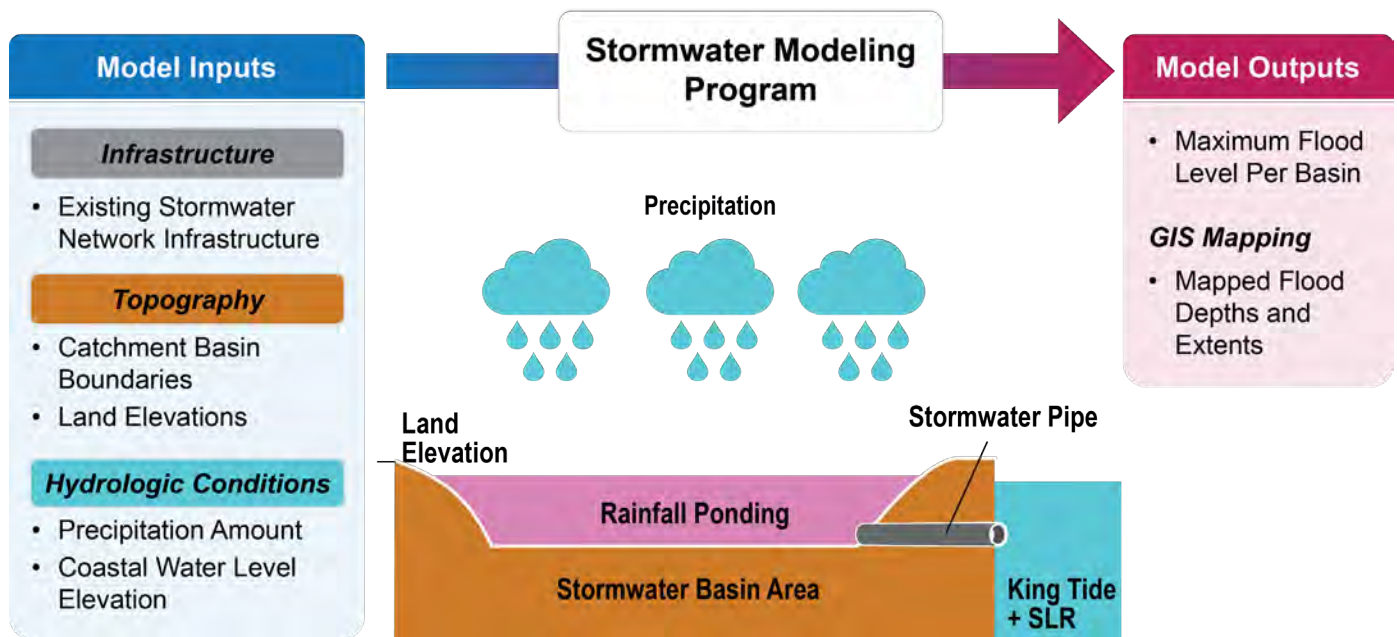 Model Inputs
Infrastructure
• Existing Stormwater
Network Infrastructure
Topography
• Catchment Basin
Boundaries
• Land Elevations
Hydrologic Conditions
• Precipitation Amount
• Coastal Water Level
Elevation
Stormwater Modeling
Program
Precipitation
Land
Elevation
Stormwater Pipe
Rainfall Ponding
Stormwater Basin Area
King Tide
+ SLR
Model Outputs
• Maximum Flood
Level Per Basin
GIS Mapping
• Mapped Flood
Depths and
Extents